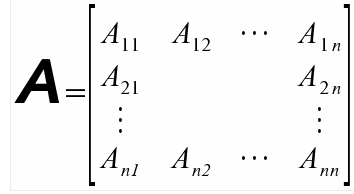 A = [ A₁₁ A₁₂ ⋯ A₁ₙ
A₂₁ A₂ₙ
⋮ ⋮
Aₙ₁ Aₙ₂ ⋯ Aₙₙ ]